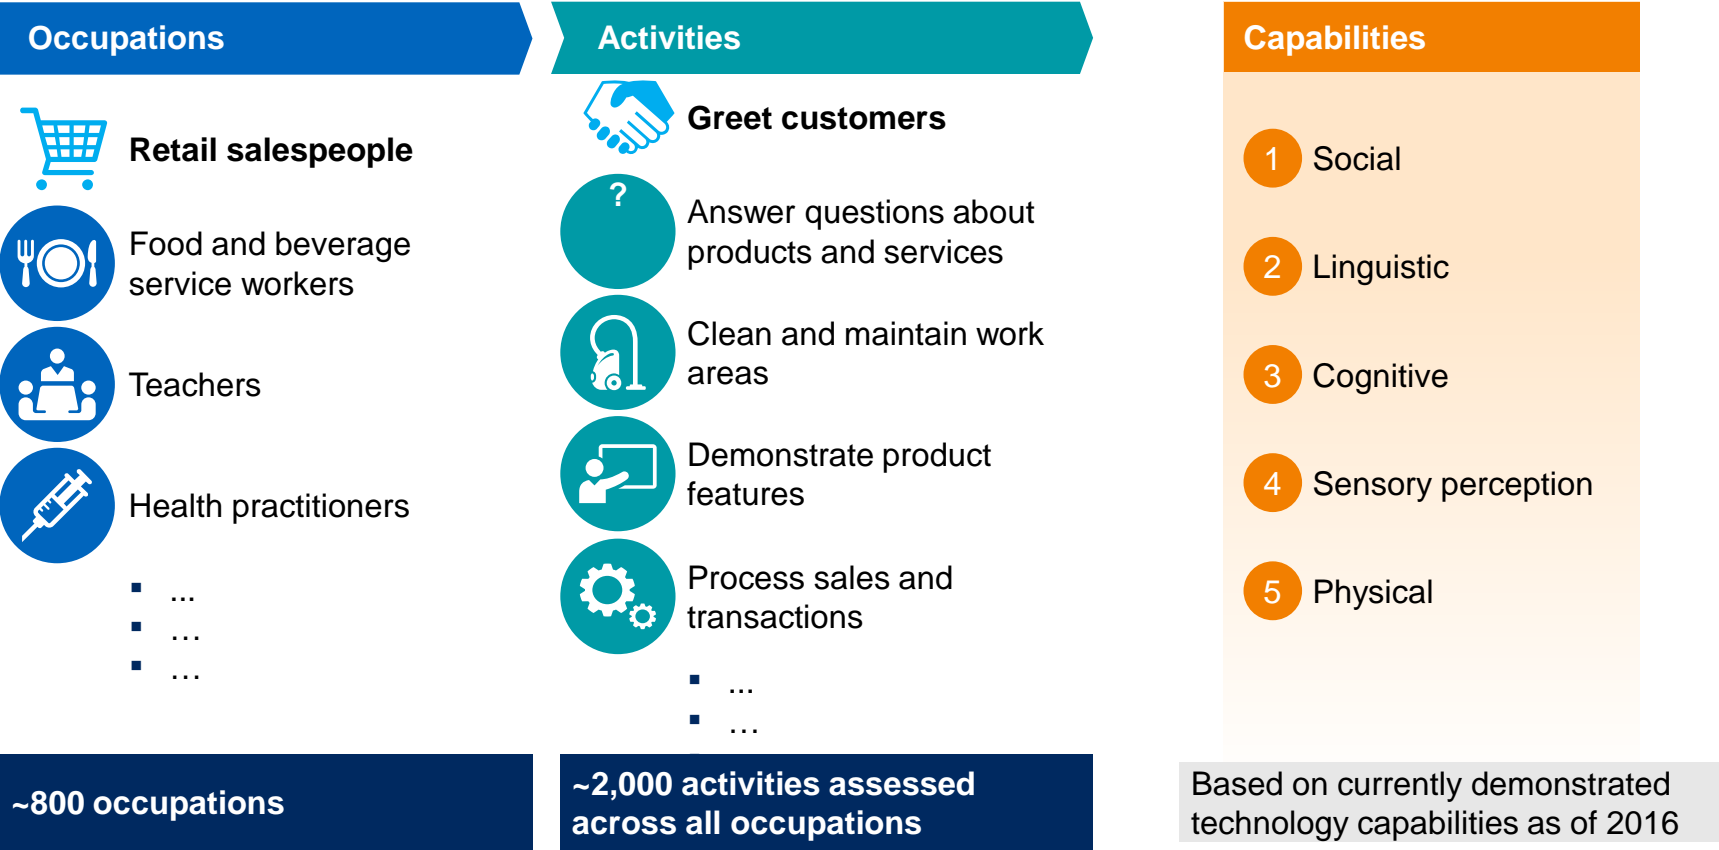 Occupations
Retail salespeople
Food and beverage
service workers
Teachers
Health practitioners
...
…
…
~800 occupations
Activities
Greet customers
?
Answer questions about
products and services
Clean and maintain work
areas
Demonstrate product
features
Process sales and
transactions
...
…
~2,000 activities assessed
across all occupations
Capabilities
1 Social
2 Linguistic
3 Cognitive
4 Sensory perception
5 Physical
Based on currently demonstrated
technology capabilities as of 2016